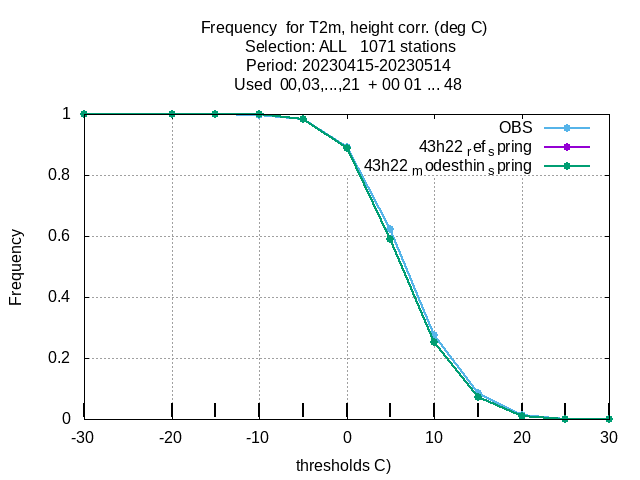 Frequency  for T2m, height corr. (deg C)
Selection: ALL   1071 stations
Period: 20230415-20230514
Used  00,03,...,21  + 00 01 ... 48
OBS
43h22 ref spring
43h22 modesthin spring
1
0.8
0.6
0.4
0.2
0
Frequency
-30 -20 -10 0 10 20 30
thresholds C)